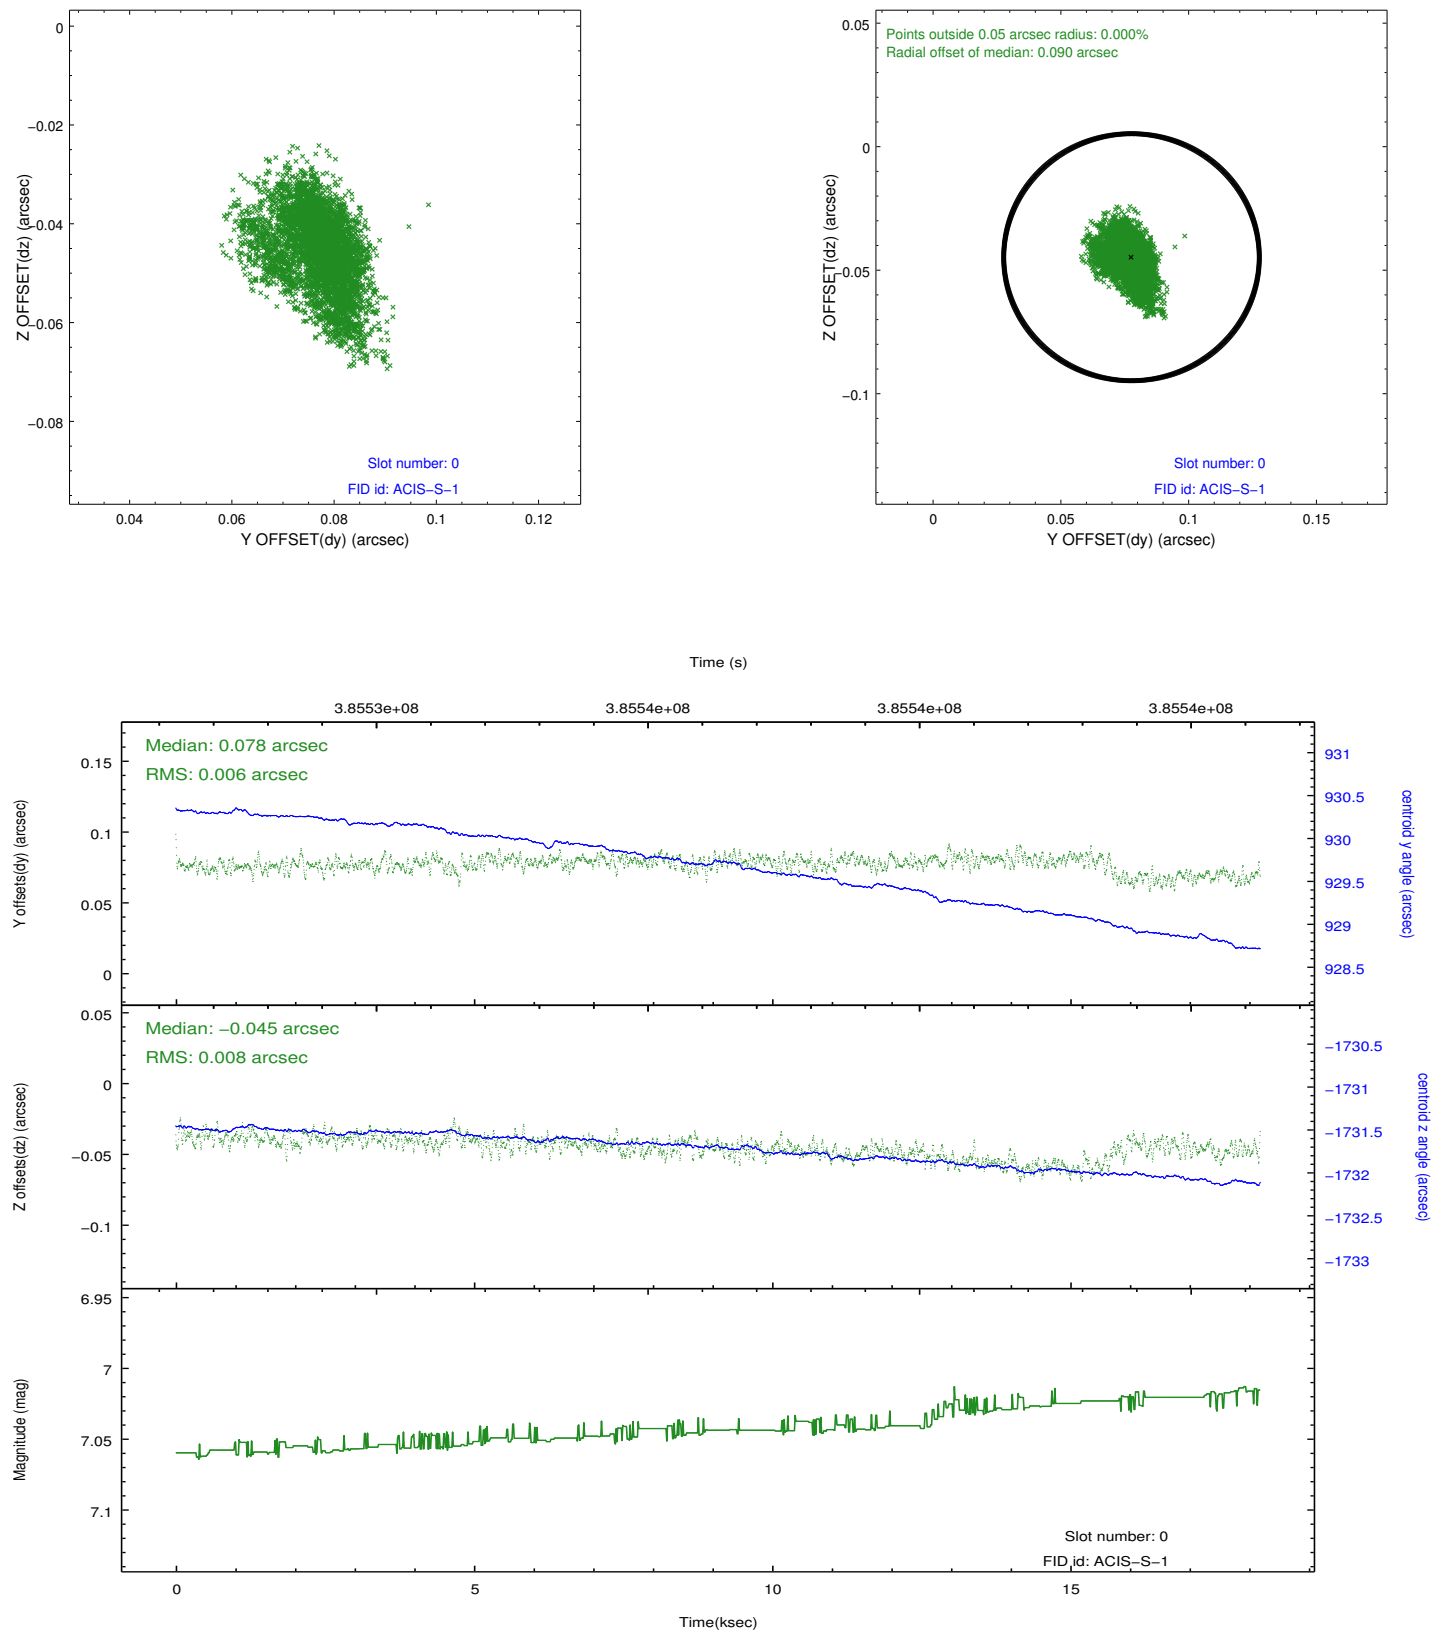 0
−0.02
−0.04
−0.06
−0.08
Z OFFSET(dz) (arcsec)
Slot number: 0
FID id: ACIS−S−1
0.04
0.06
0.08
0.1
0.12
Y OFFSET(dy) (arcsec)
Points outside 0.05 arcsec radius: 0.000%
Radial offset of median: 0.090 arcsec
0.05
0
−0.05
−0.1
Z OFFSET(dz) (arcsec)
Slot number: 0
FID id: ACIS−S−1
0
0.05
0.1
0.15
Y OFFSET(dy) (arcsec)
Time (s)
3.8553e+08
3.8554e+08
3.8554e+08
3.8554e+08
Median: 0.078 arcsec
RMS: 0.006 arcsec
0.15
0.1
0.05
0
Y offsets(dy) (arcsec)
931
930.5
930
929.5
929
928.5
centroid y angle (arcsec)
Median: −0.045 arcsec
RMS: 0.008 arcsec
0.05
0
−0.05
−0.1
Z offsets(dz) (arcsec)
−1730.5
−1731
−1731.5
−1732
−1732.5
−1733
centroid z angle (arcsec)
6.95
7
7.05
7.1
Magnitude (mag)
Slot number: 0
FID id: ACIS−S−1
0
5
10
15
Time(ksec)